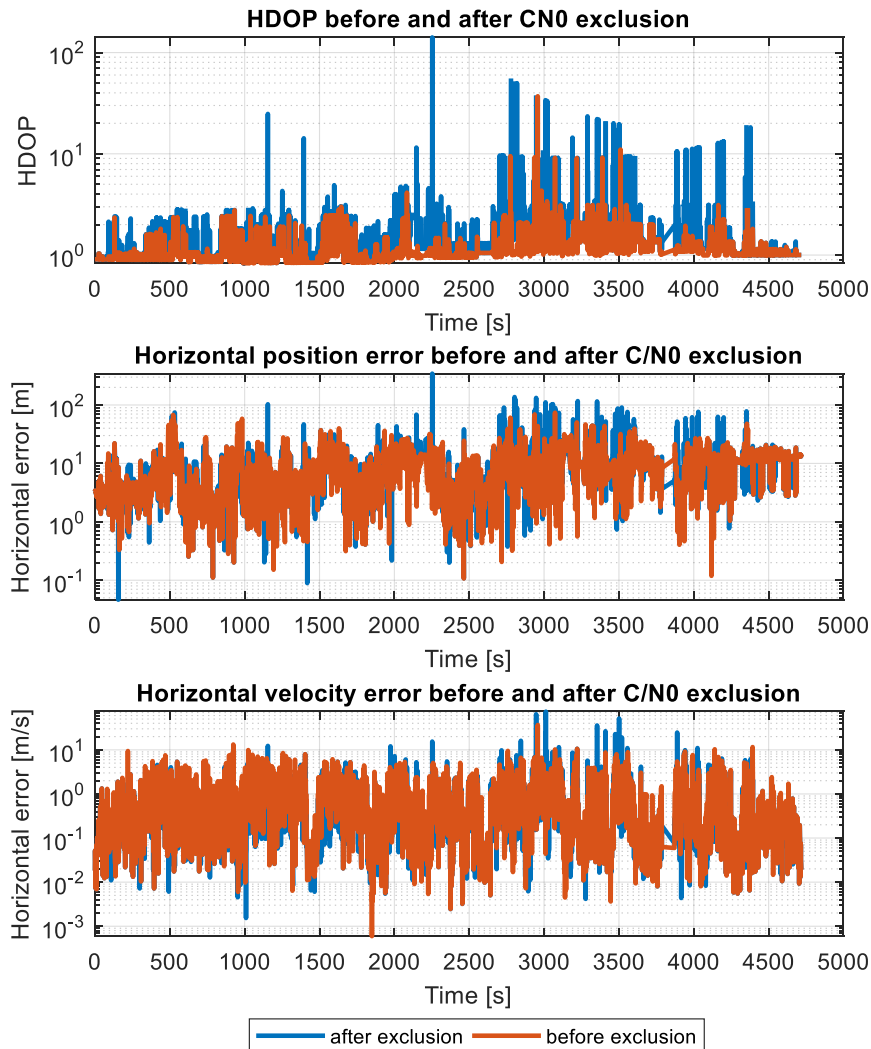 HDOP before and after CN0 exclusion
HDOP
10^2
10^1
10^0
0 500 1000 1500 2000 2500 3000 3500 4000 4500 5000
Time [s]
Horizontal position error before and after C/N0 exclusion
Horizontal error [m]
10^2
10^1
10^0
10^-1
0 500 1000 1500 2000 2500 3000 3500 4000 4500 5000
Time [s]
Horizontal velocity error before and after C/N0 exclusion
Horizontal error [m/s]
10^1
10^0
10^-1
10^-2
10^-3
0 500 1000 1500 2000 2500 3000 3500 4000 4500 5000
Time [s]
after exclusion before exclusion